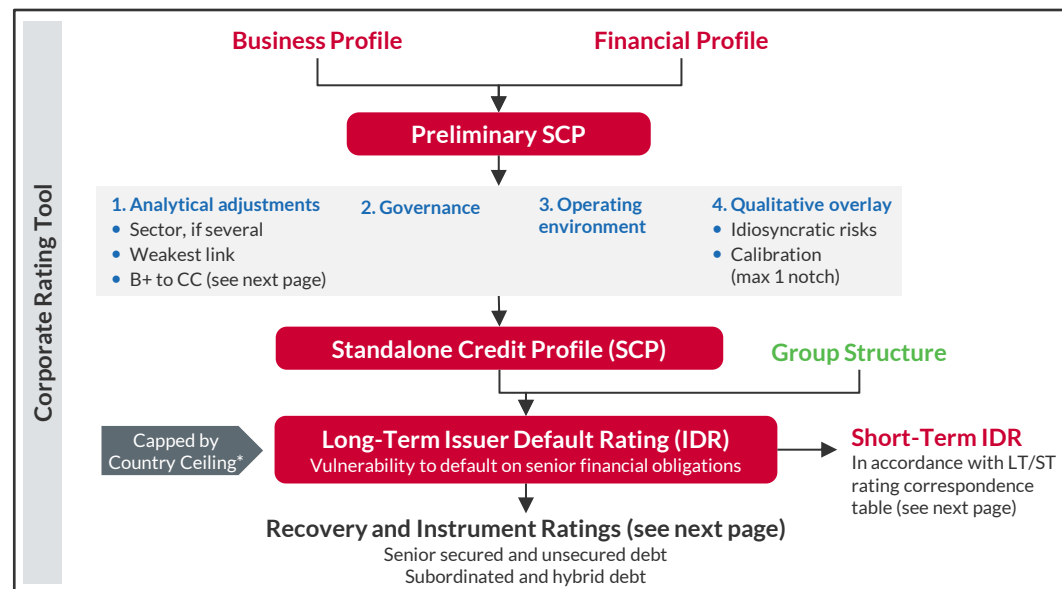 Corporate Rating Tool
Business Profile
Financial Profile
Preliminary SCP
1. Analytical adjustments
• Sector, if several
• Weakest link
• B+ to CC (see next page)
2. Governance
3. Operating
environment
4. Qualitative overlay
• Idiosyncratic risks
• Calibration
(max 1 notch)
Standalone Credit Profile (SCP)
Group Structure
Capped by
Country Ceiling*
Long-Term Issuer Default Rating (IDR)
Vulnerability to default on senior financial obligations
Short-Term IDR
In accordance with LT/ST
rating correspondence
table (see next page)
Recovery and Instrument Ratings (see next page)
Senior secured and unsecured debt
Subordinated and hybrid debt